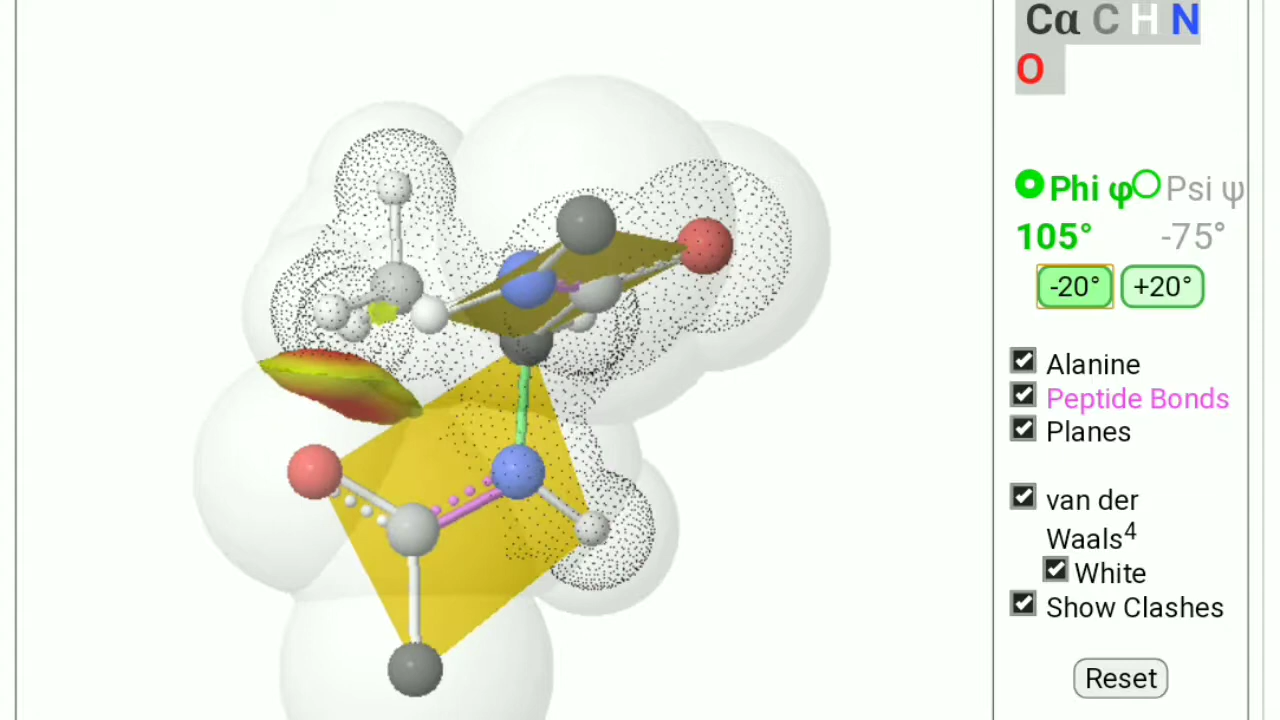 Cα C H N
O
Phi φ Psi ψ
105° -75°
-20° +20°
Alanine
Peptide Bonds
Planes
van der
Waals4
White
Show Clashes
Reset